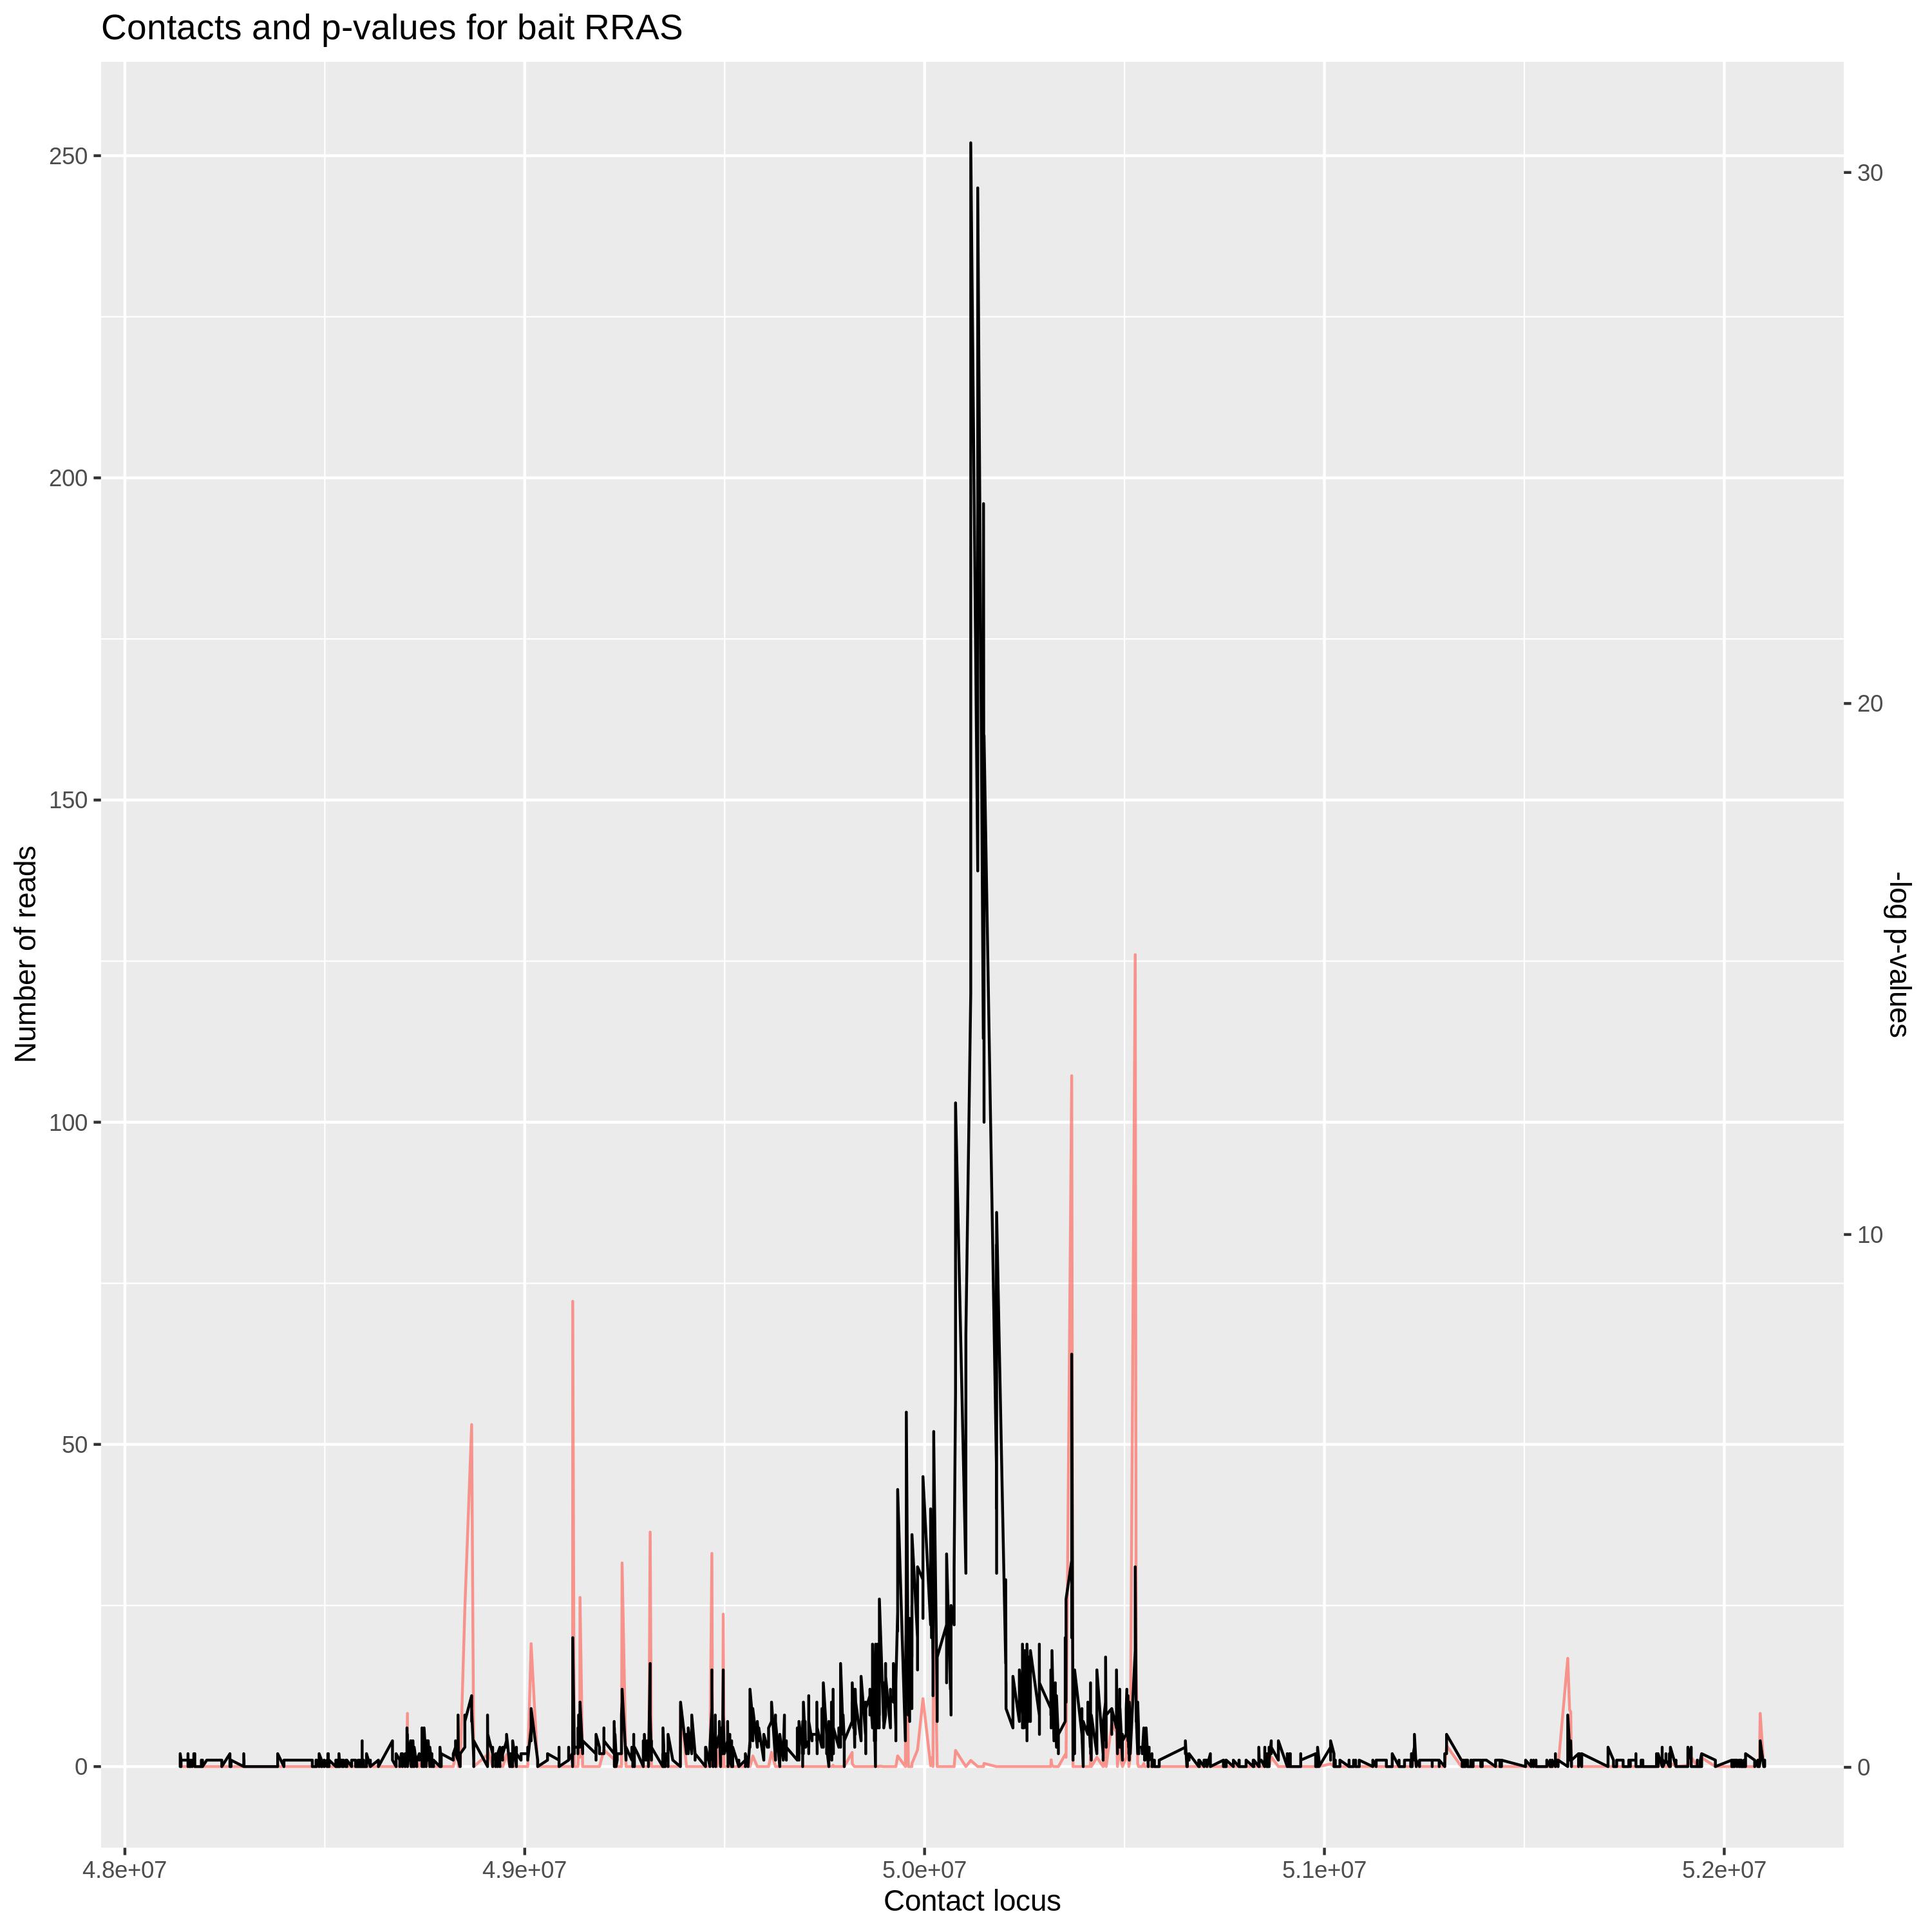 Contacts and p-values for bait RRAS
250
200
150
100
50
0
Number of reads
30
20
10
0
-log p-values
4.8e+07 4.9e+07 5.0e+07 5.1e+07 5.2e+07
Contact locus